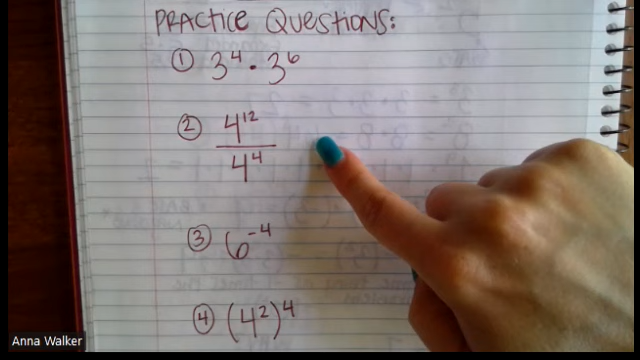 PRACTICE QUESTIONS:
① 3⁴ · 3⁶
② 4¹²
4⁴
③ 6⁻⁴
④ (4²)⁴
Anna Walker